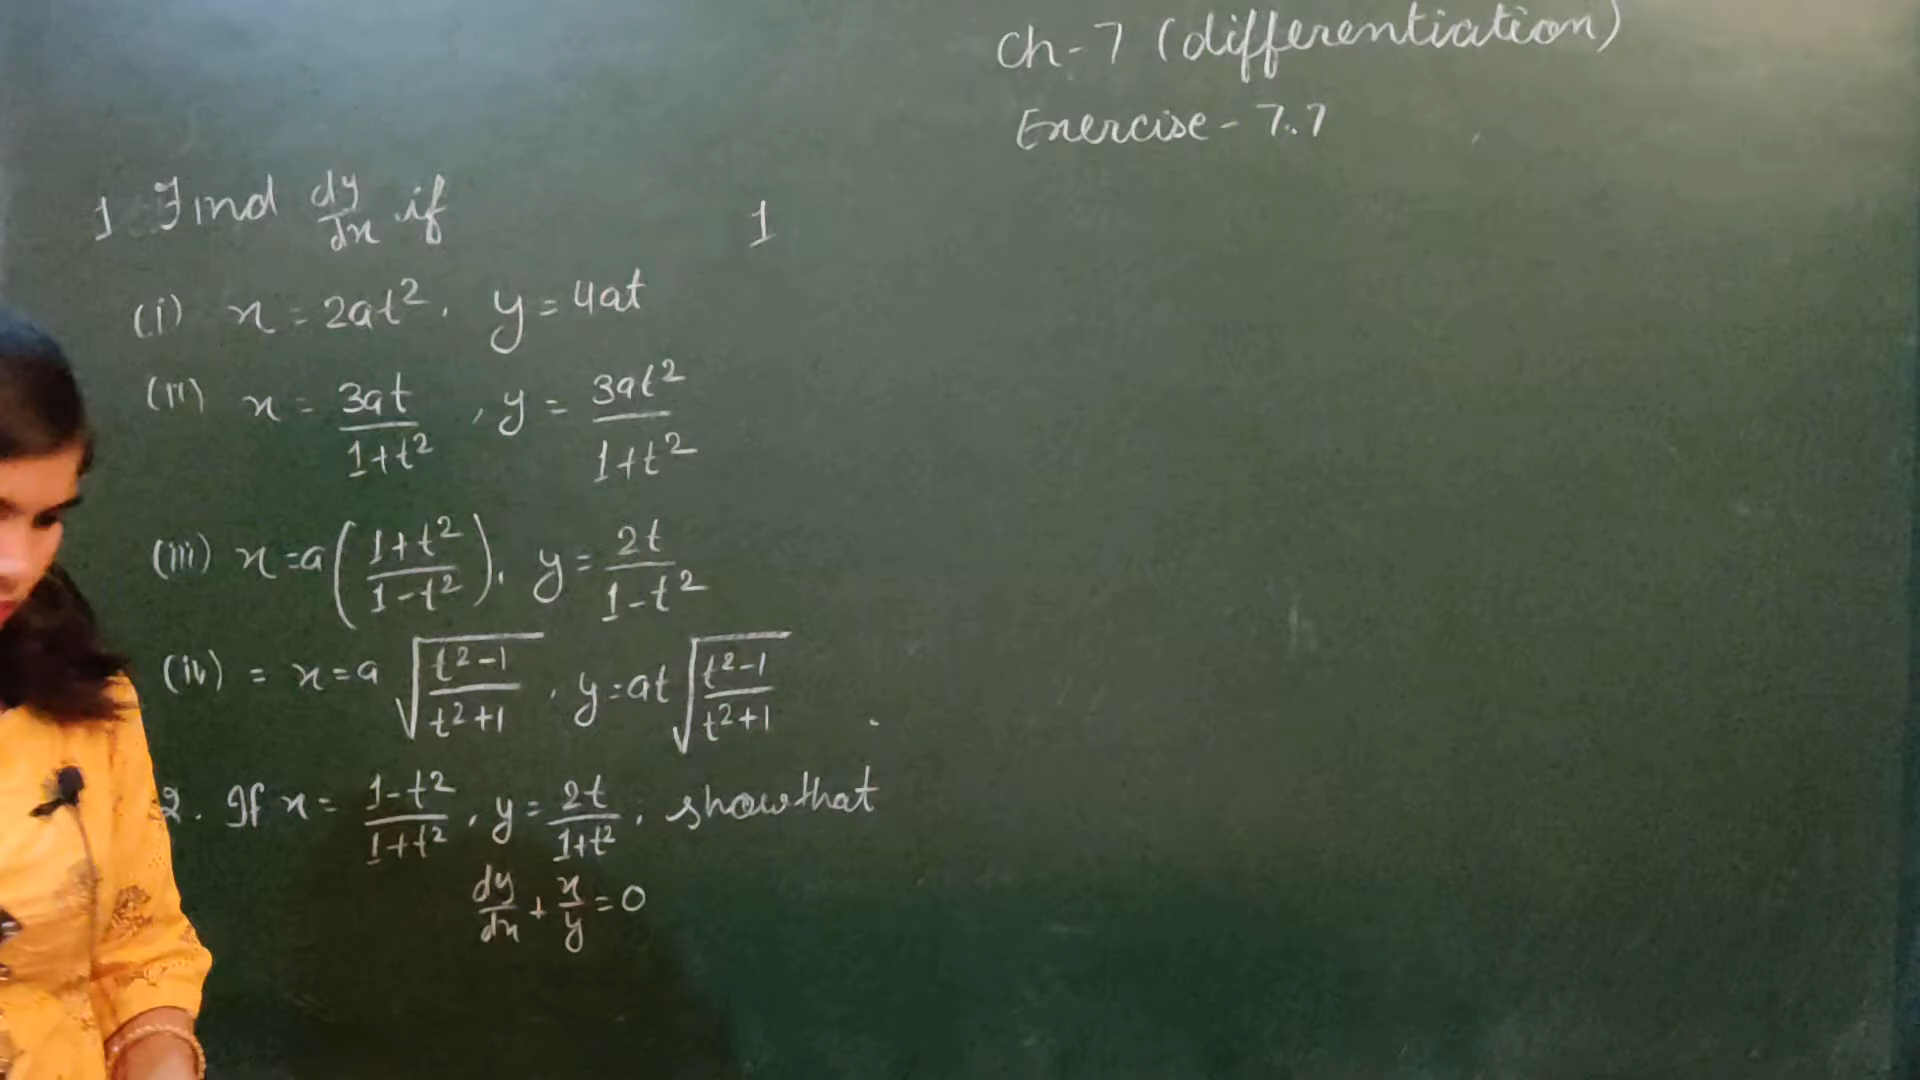 Ch-7 (differentiation)
Exercise - 7.7
1 Find dy/dx if
1
(i) x = 2at², y = 4at
(ii) x = 3at/1+t², y = 3at²/1+t²
(iii) x = a(1+t²/1-t²), y = 2t/1-t²
(iv) = x = a√(t²-1/t²+1), y = at√(t²-1/t²+1)
2. If x = 1-t²/1+t², y = 2t/1+t², show that
dy/dx + x/y = 0